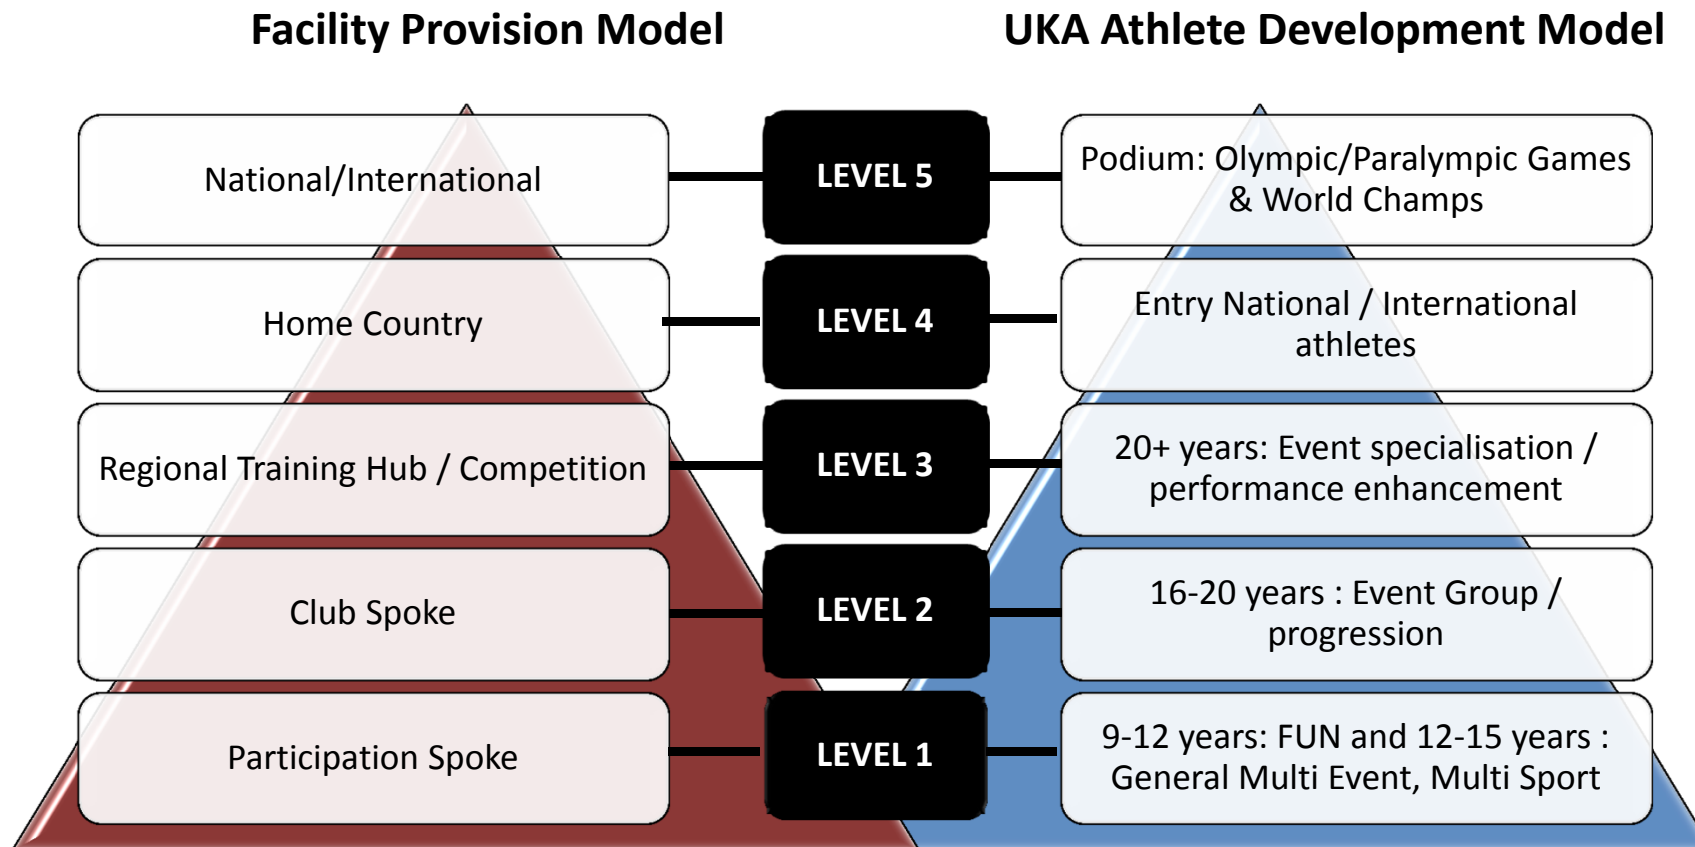 Facility Provision Model
UKA Athlete Development Model
National/International
LEVEL 5
Podium: Olympic/Paralympic Games
& World Champs
Home Country
LEVEL 4
Entry National / International
athletes
Regional Training Hub / Competition
LEVEL 3
20+ years: Event specialisation /
performance enhancement
Club Spoke
LEVEL 2
16-20 years : Event Group /
progression
Participation Spoke
LEVEL 1
9-12 years: FUN and 12-15 years :
General Multi Event, Multi Sport